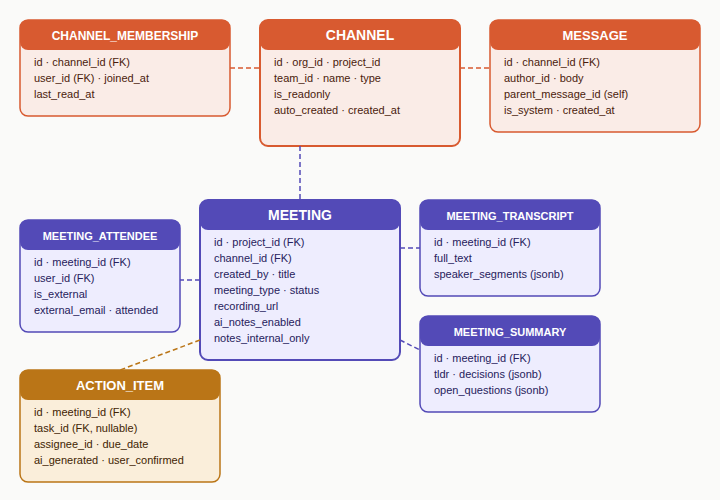 CHANNEL_MEMBERSHIP
id · channel_id (FK)
user_id (FK) · joined_at
last_read_at
CHANNEL
id · org_id · project_id
team_id · name · type
is_readonly
auto_created · created_at
MESSAGE
id · channel_id (FK)
author_id · body
parent_message_id (self)
is_system · created_at
MEETING_ATTENDEE
id · meeting_id (FK)
user_id (FK)
is_external
external_email · attended
MEETING
id · project_id (FK)
channel_id (FK)
created_by · title
meeting_type · status
recording_url
ai_notes_enabled
notes_internal_only
MEETING_TRANSCRIPT
id · meeting_id (FK)
full_text
speaker_segments (jsonb)
MEETING_SUMMARY
id · meeting_id (FK)
tldr · decisions (jsonb)
open_questions (jsonb)
ACTION_ITEM
id · meeting_id (FK)
task_id (FK, nullable)
assignee_id · due_date
ai_generated · user_confirmed